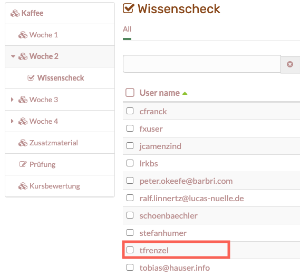 Kaffee
Woche 1
Woche 2
Wissenscheck
Woche 3
Woche 4
Zusatzmaterial
Prüfung
Kursbewertung
Wissenscheck
All
User name
cfranck
fxuser
jcamenzind
lrkbs
peter.okeefe@barbri.com
ralf.linnertz@lucas-nuelle.de
schoenbaechler
stefanhumer
tfrenzel
tobias@hauser.info